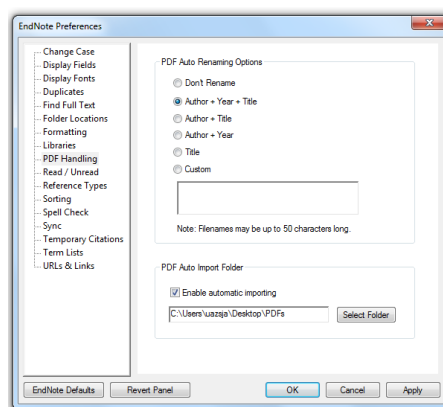 EndNote Preferences
Change Case
Display Fields
Display Fonts
Duplicates
Find Full Text
Folder Locations
Formatting
Libraries
PDF Handling
Read / Unread
Reference Types
Sorting
Spell Check
Sync
Temporary Citations
Term Lists
URLs & Links
PDF Auto Renaming Options
Don't Rename
Author + Year + Title
Author + Title
Author + Year
Title
Custom
Note: Filenames may be up to 50 characters long.
PDF Auto Import Folder
Enable automatic importing
C:\Users\uazsja\Desktop\PDFs
Select Folder
EndNote Defaults
Revert Panel
OK
Cancel
Apply